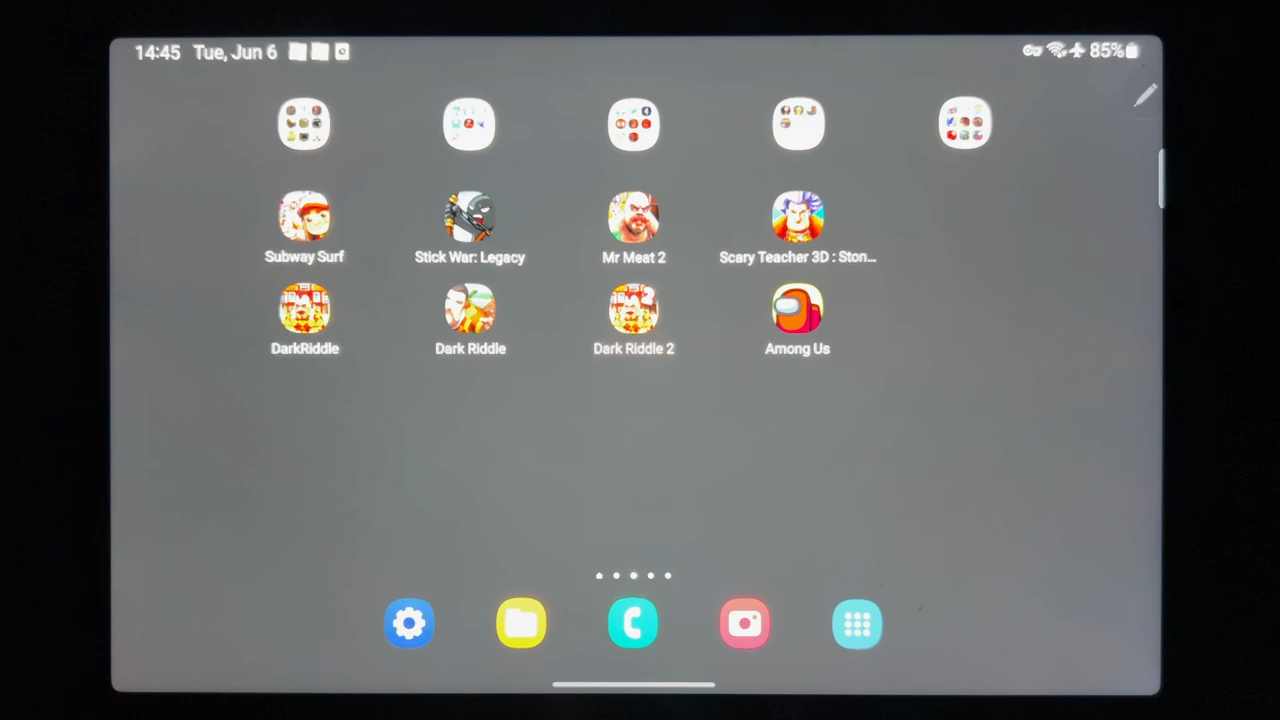 14:45 Tue, Jun 6 85%
Subway Surf Stick War: Legacy Mr Meat 2 Scary Teacher 3D : Ston...
DarkRiddle Dark Riddle Dark Riddle 2 Among Us